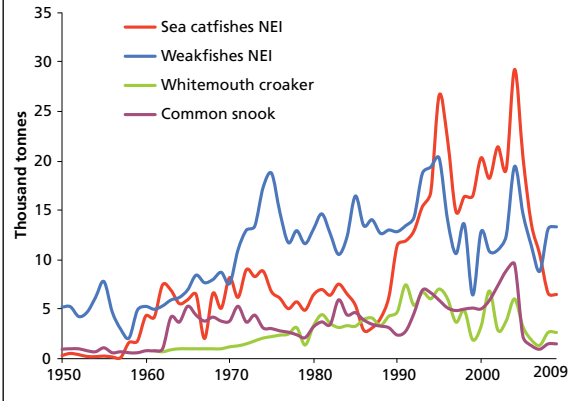 35
30
25
20
15
10
5
0
Thousand tonnes
Sea catfishes NEI
Weakfishes NEI
Whitemouth croaker
Common snook
1950 1960 1970 1980 1990 2000 2009